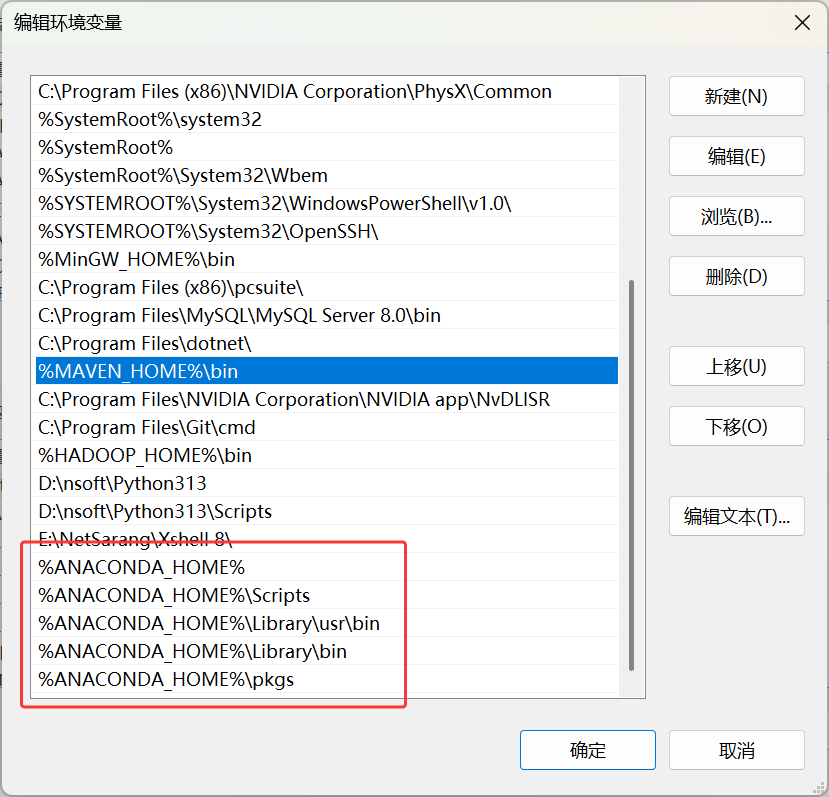 编辑环境变量
C:\Program Files (x86)\NVIDIA Corporation\PhysX\Common
%SystemRoot%\system32
%SystemRoot%
%SystemRoot%\System32\Wbem
%SYSTEMROOT%\System32\WindowsPowerShell\v1.0\
%SYSTEMROOT%\System32\OpenSSH\
%MinGW_HOME%\bin
C:\Program Files (x86)\pcsuite\
C:\Program Files\MySQL\MySQL Server 8.0\bin
C:\Program Files\dotnet\
%MAVEN_HOME%\bin
C:\Program Files\NVIDIA Corporation\NVIDIA app\NvDLISR
C:\Program Files\Git\cmd
%HADOOP_HOME%\bin
D:\nsoft\Python313
D:\nsoft\Python313\Scripts
E:\NetSarang\Xshell 8\
%ANACONDA_HOME%
%ANACONDA_HOME%\Scripts
%ANACONDA_HOME%\Library\usr\bin
%ANACONDA_HOME%\Library\bin
%ANACONDA_HOME%\pkgs
新建(N)
编辑(E)
浏览(B)...
删除(D)
上移(U)
下移(O)
编辑文本(T)...
确定
取消